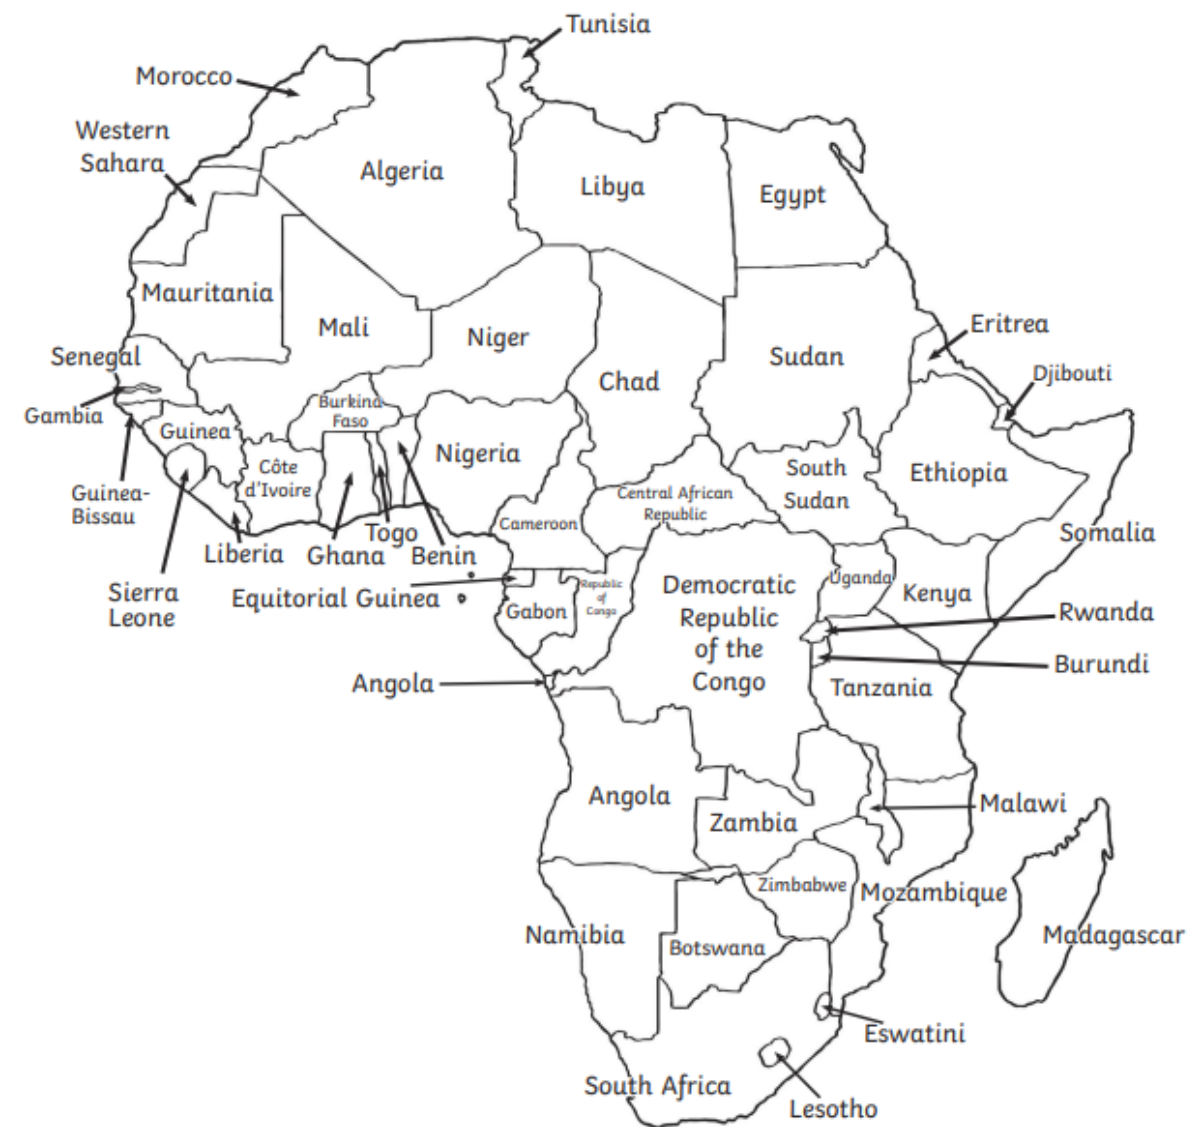 Tunisia
Morocco
Western
Sahara
Algeria
Libya
Egypt
Mauritania
Mali
Niger
Chad
Sudan
Eritrea
Djibouti
Senegal
Gambia
Burkina
Faso
Guinea
Guinea-
Bissau
Côte
d'Ivoire
Nigeria
South
Sudan
Ethiopia
Central African
Republic
Cameroon
Somalia
Togo
Liberia
Ghana
Benin
Sierra
Leone
Equitorial Guinea
Gabon
Republic
of
Congo
Democratic
Republic
of the
Congo
Uganda
Kenya
Rwanda
Burundi
Angola
Tanzania
Angola
Zambia
Malawi
Zimbabwe
Mozambique
Namibia
Botswana
Madagascar
Eswatini
South Africa
Lesotho